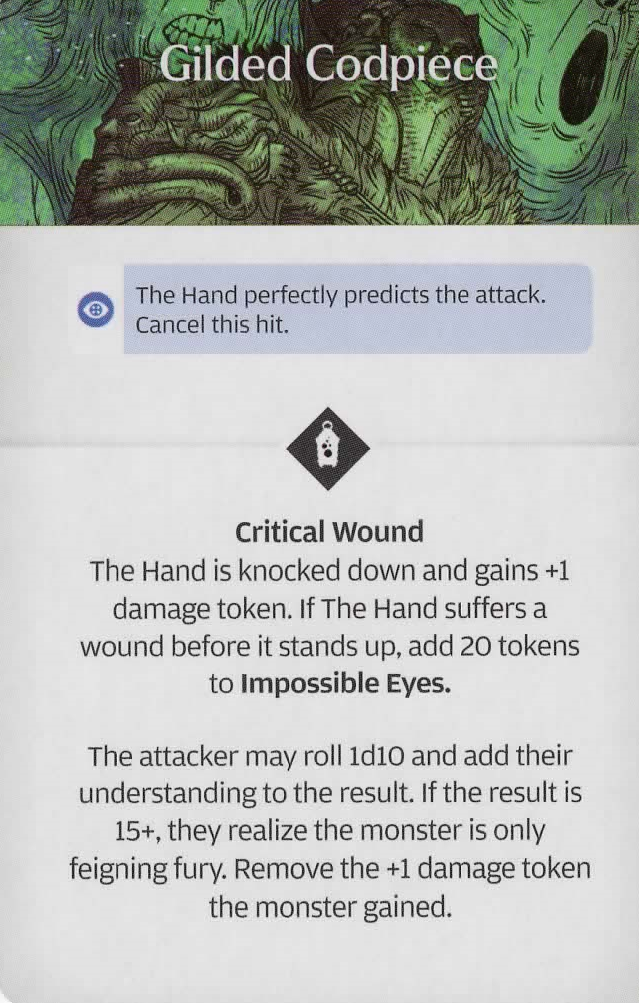 Gilded Codpiece
The Hand perfectly predicts the attack.
Cancel this hit.
Critical Wound
The Hand is knocked down and gains +1
damage token. If The Hand suffers a
wound before it stands up, add 20 tokens
to Impossible Eyes.
The attacker may roll 1d10 and add their
understanding to the result. If the result is
15+, they realize the monster is only
feigning fury. Remove the +1 damage token
the monster gained.